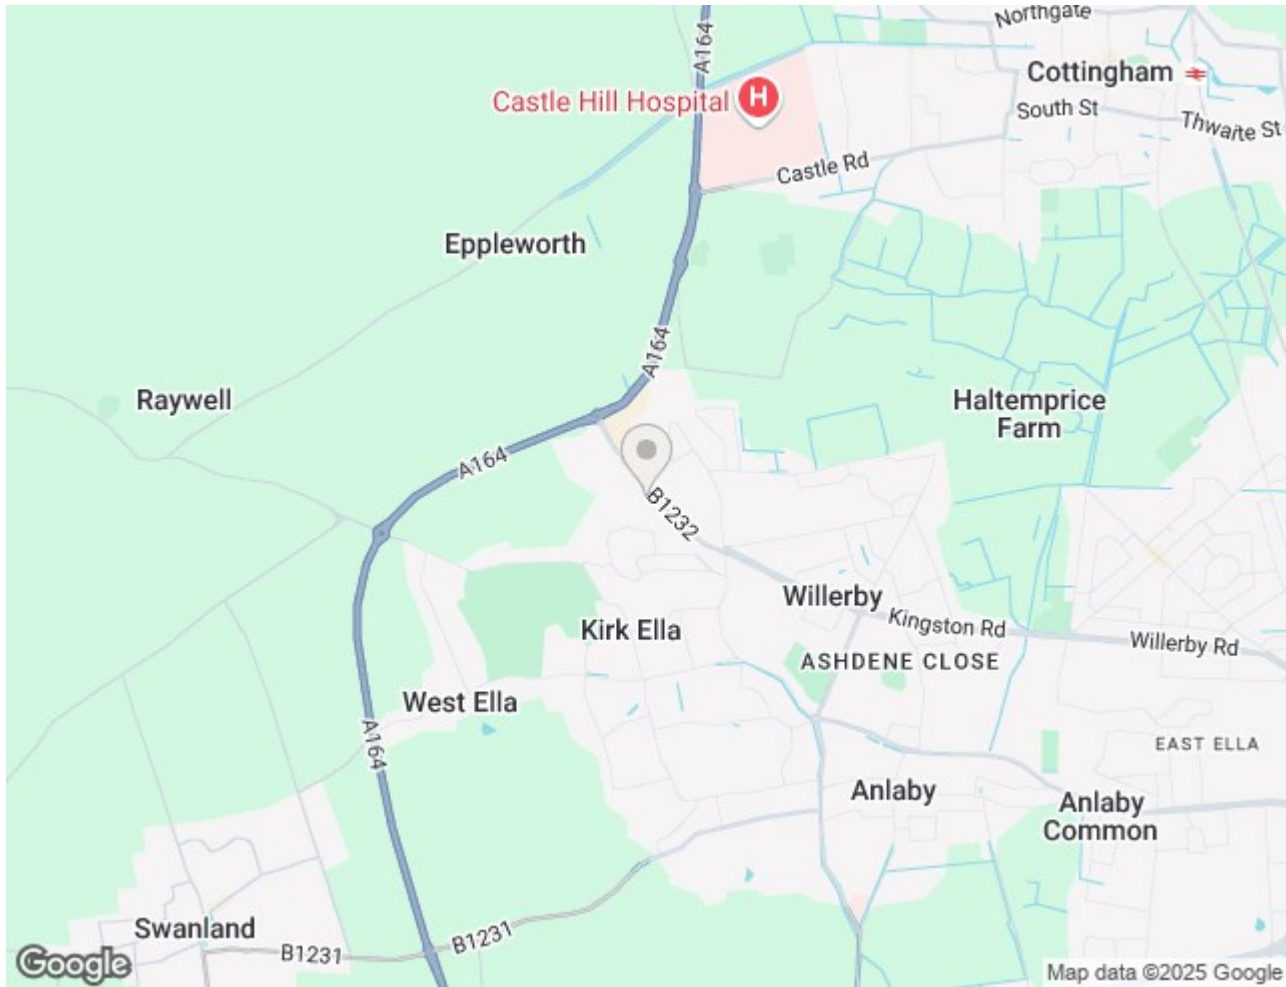 Northgate
A164
Cottingham
Castle Hill Hospital
H
South St
Thwaite St
Castle Rd
Eppleworth
A164
Raywell
Haltemprice
Farm
A164
B1232
Willerby
Kingston Rd
Kirk Ella
Willerby Rd
ASHDENE CLOSE
West Ella
A164
EAST ELLA
Anlaby
Anlaby
Common
Swanland
B1231
B1231
Google
Map data ©2025 Google